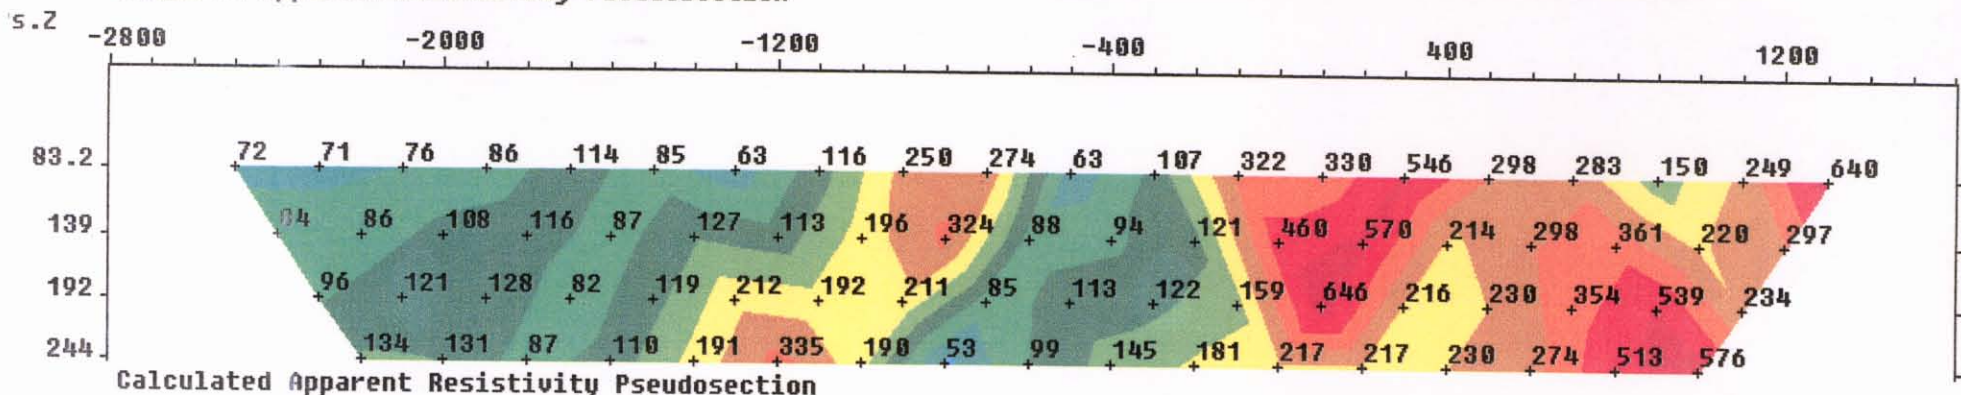 's.Z
-2800 -2000 -1200 -400 400 1200
83.2 72 71 76 86 114 85 63 116 250 274 63 107 322 330 546 298 283 150 249 640
139 84 86 108 116 87 127 113 196 324 88 94 121 460 570 214 298 361 220 297
192 96 121 128 82 119 212 192 211 85 113 122 159 646 216 230 354 539 234
244 134 131 87 110 191 335 190 53 99 145 181 217 217 230 274 513 576
Calculated Apparent Resistivity Pseudosection